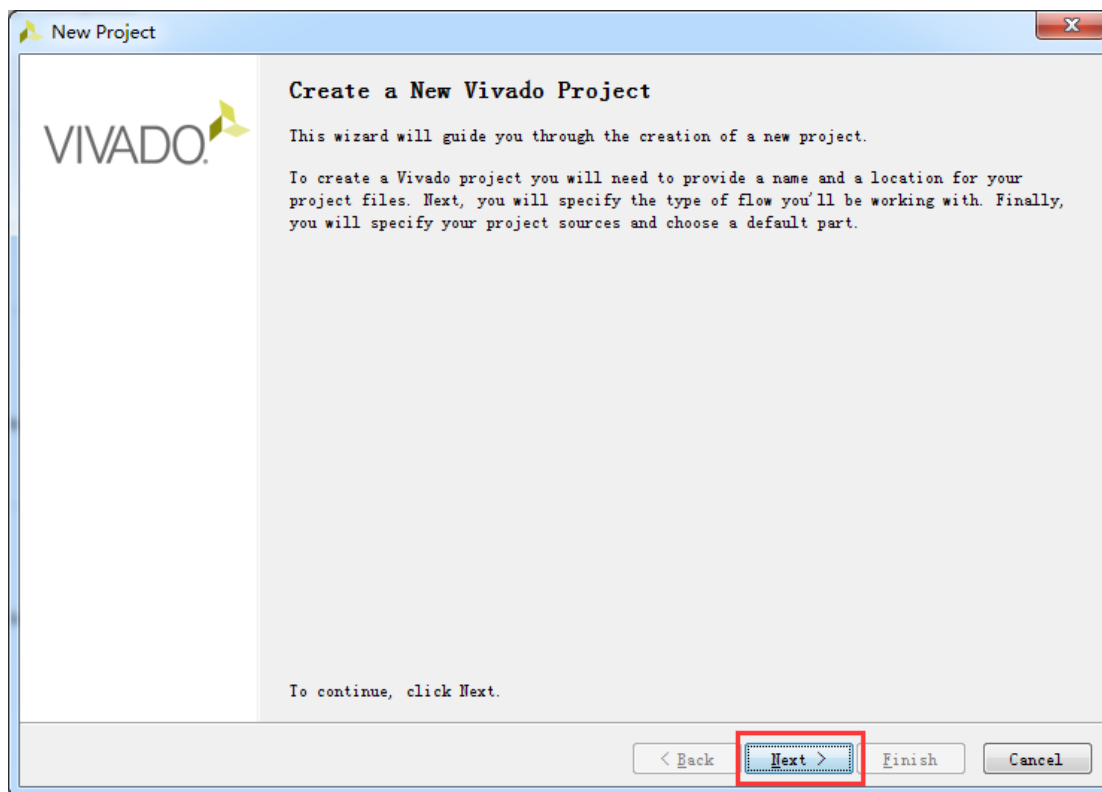 New Project
VIVADO.
Create a New Vivado Project
This wizard will guide you through the creation of a new project.
To create a Vivado project you will need to provide a name and a location for your
project files. Next, you will specify the type of flow you'll be working with. Finally,
you will specify your project sources and choose a default part.
To continue, click Next.
< Back Next > Finish Cancel